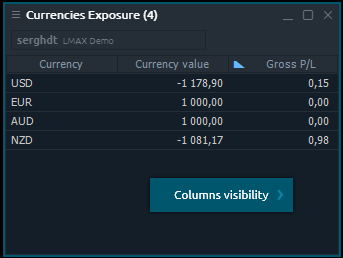 Currencies Exposure (4)
serghdt LMAX Demo
Currency Currency value Gross P/L
USD -1 178,90 0,15
EUR 1 000,00 0,00
AUD 1 000,00 0,00
NZD -1 081,17 0,98
Columns visibility